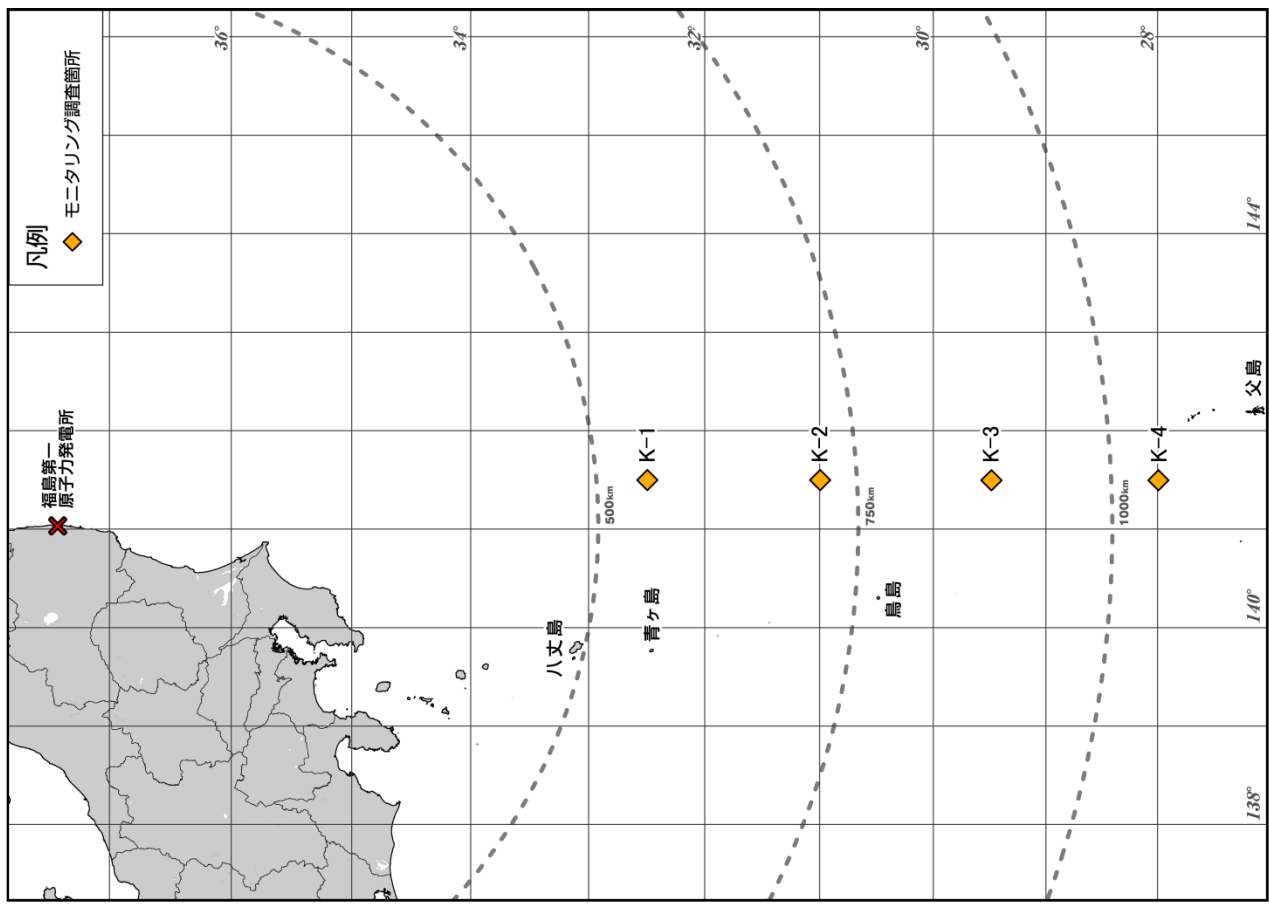 凡例
モニタリング調査箇所
福島第一
原子力発電所
36°
34°
32°
30°
28°
144°
140°
138°
500km
750km
1000km
K-1
K-2
K-3
K-4
八丈島
青ヶ島
鳥島
父島